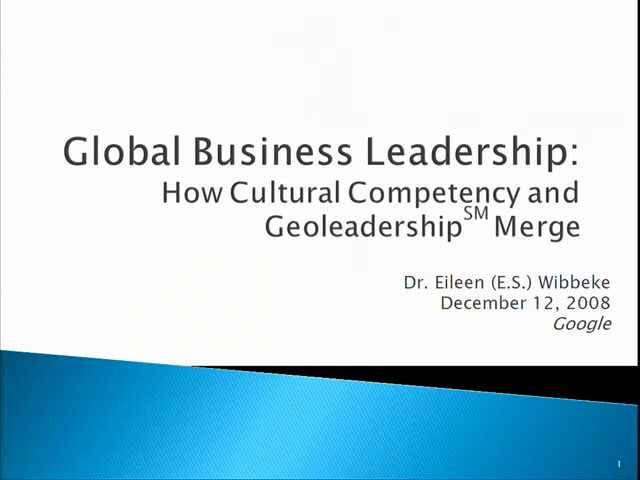 Global Business Leadership:
How Cultural Competency and
Geoleadership℠ Merge
Dr. Eileen (E.S.) Wibbeke
December 12, 2008
Google
1